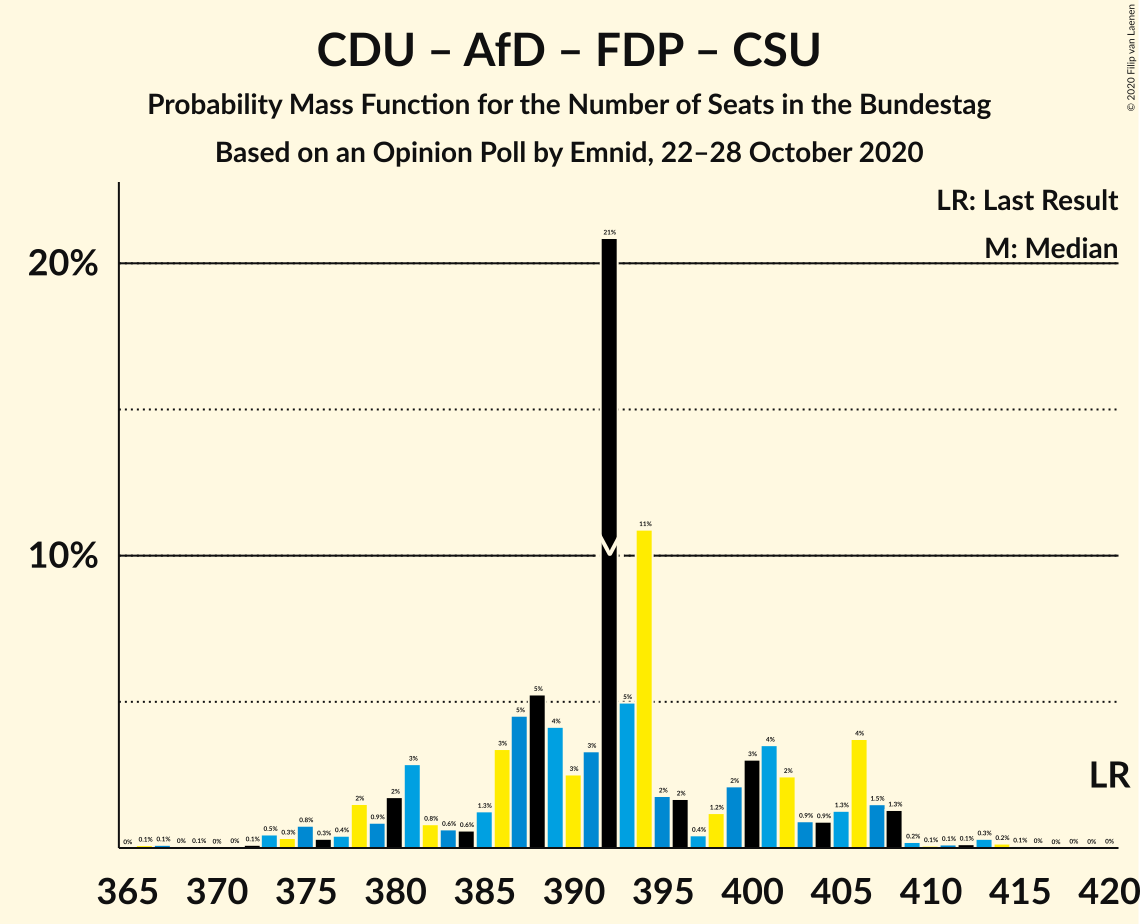 CDU – AfD – FDP – CSU
Probability Mass Function for the Number of Seats in the Bundestag
Based on an Opinion Poll by Emnid, 22–28 October 2020
© 2020 Filip van Laenen
LR: Last Result
M: Median
20%
10%
0% 0.1% 0.1% 0% 0.1% 0% 0% 0.1% 0.5% 0.3% 0.8% 0.3% 0.4% 2% 0.9% 2% 3% 0.8% 0.6% 0.6% 1.3% 3% 5% 5% 4% 3% 3% 21% 5% 11% 2% 2% 0.4% 1.2% 2% 3% 4% 2% 0.9% 0.9% 1.3% 4% 1.5% 1.3% 0.2% 0.1% 0.1% 0.1% 0.3% 0.2% 0.1% 0% 0% 0% 0% 0%
M
LR
365 370 375 380 385 390 395 400 405 410 415 420